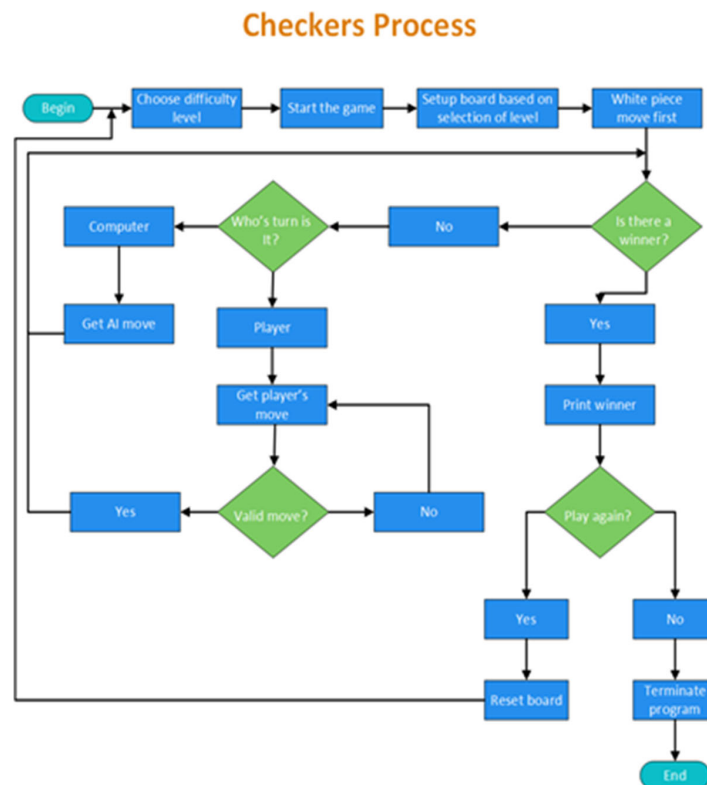 Checkers Process
Begin
Choose difficulty
level
Start the game
Setup board based on
selection of level
White piece
move first
Computer
Who's turn is
It?
No
Is there a
winner?
Get AI move
Player
Yes
Get player's
move
Print winner
Yes
Valid move?
No
Play again?
Yes
No
Reset board
Terminate
program
End